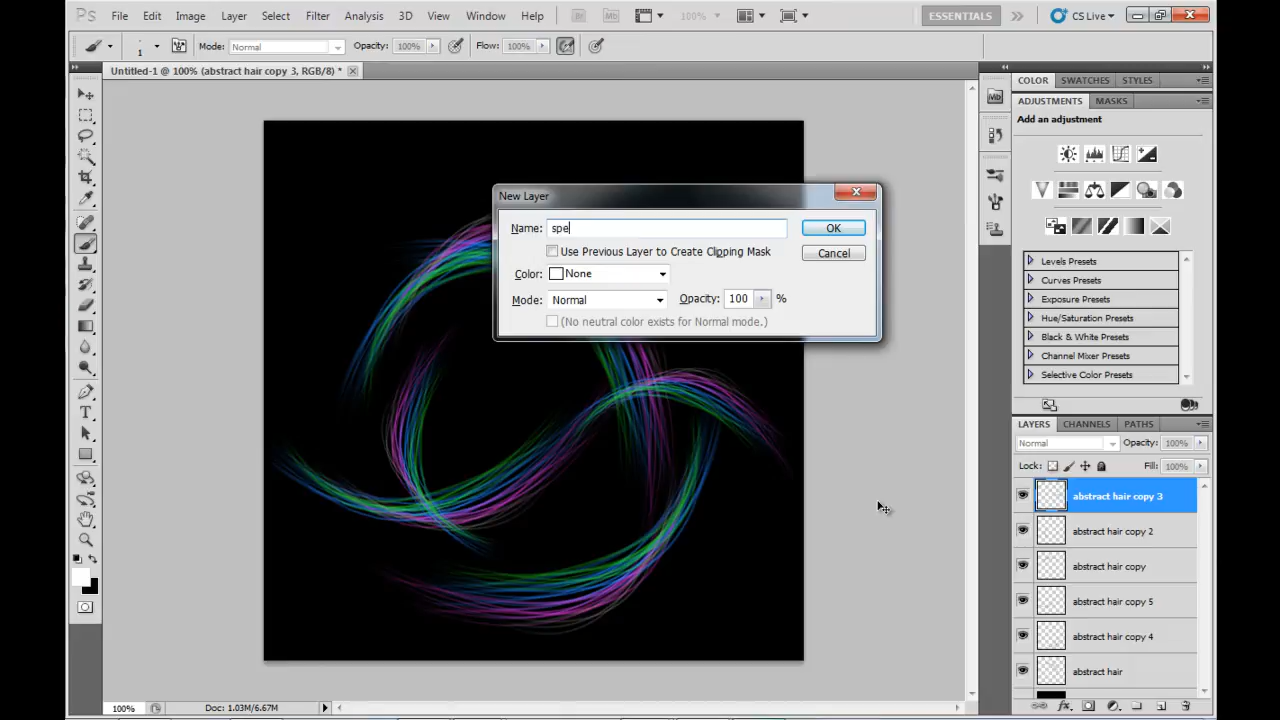 Ps File Edit Image Layer Select Filter Analysis 3D View Window Help Br Mb 100% ESSENTIALS CS Live
1 Mode: Normal Opacity: 100% Flow: 100%
Untitled-1 @ 100% (abstract hair copy 3, RGB/8) *
COLOR SWATCHES STYLES
Mb
ADJUSTMENTS MASKS
Add an adjustment
New Layer
Name: spe OK
Use Previous Layer to Create Clipping Mask Cancel
Color: None
Mode: Normal Opacity: 100 %
(No neutral color exists for Normal mode.)
Levels Presets
Curves Presets
Exposure Presets
Hue/Saturation Presets
Black & White Presets
Channel Mixer Presets
Selective Color Presets
T
LAYERS CHANNELS PATHS
Normal Opacity: 100%
Lock: Fill: 100%
abstract hair copy 3
abstract hair copy 2
abstract hair copy
abstract hair copy 5
abstract hair copy 4
abstract hair
100% Doc: 1.03M/6.67M
fx